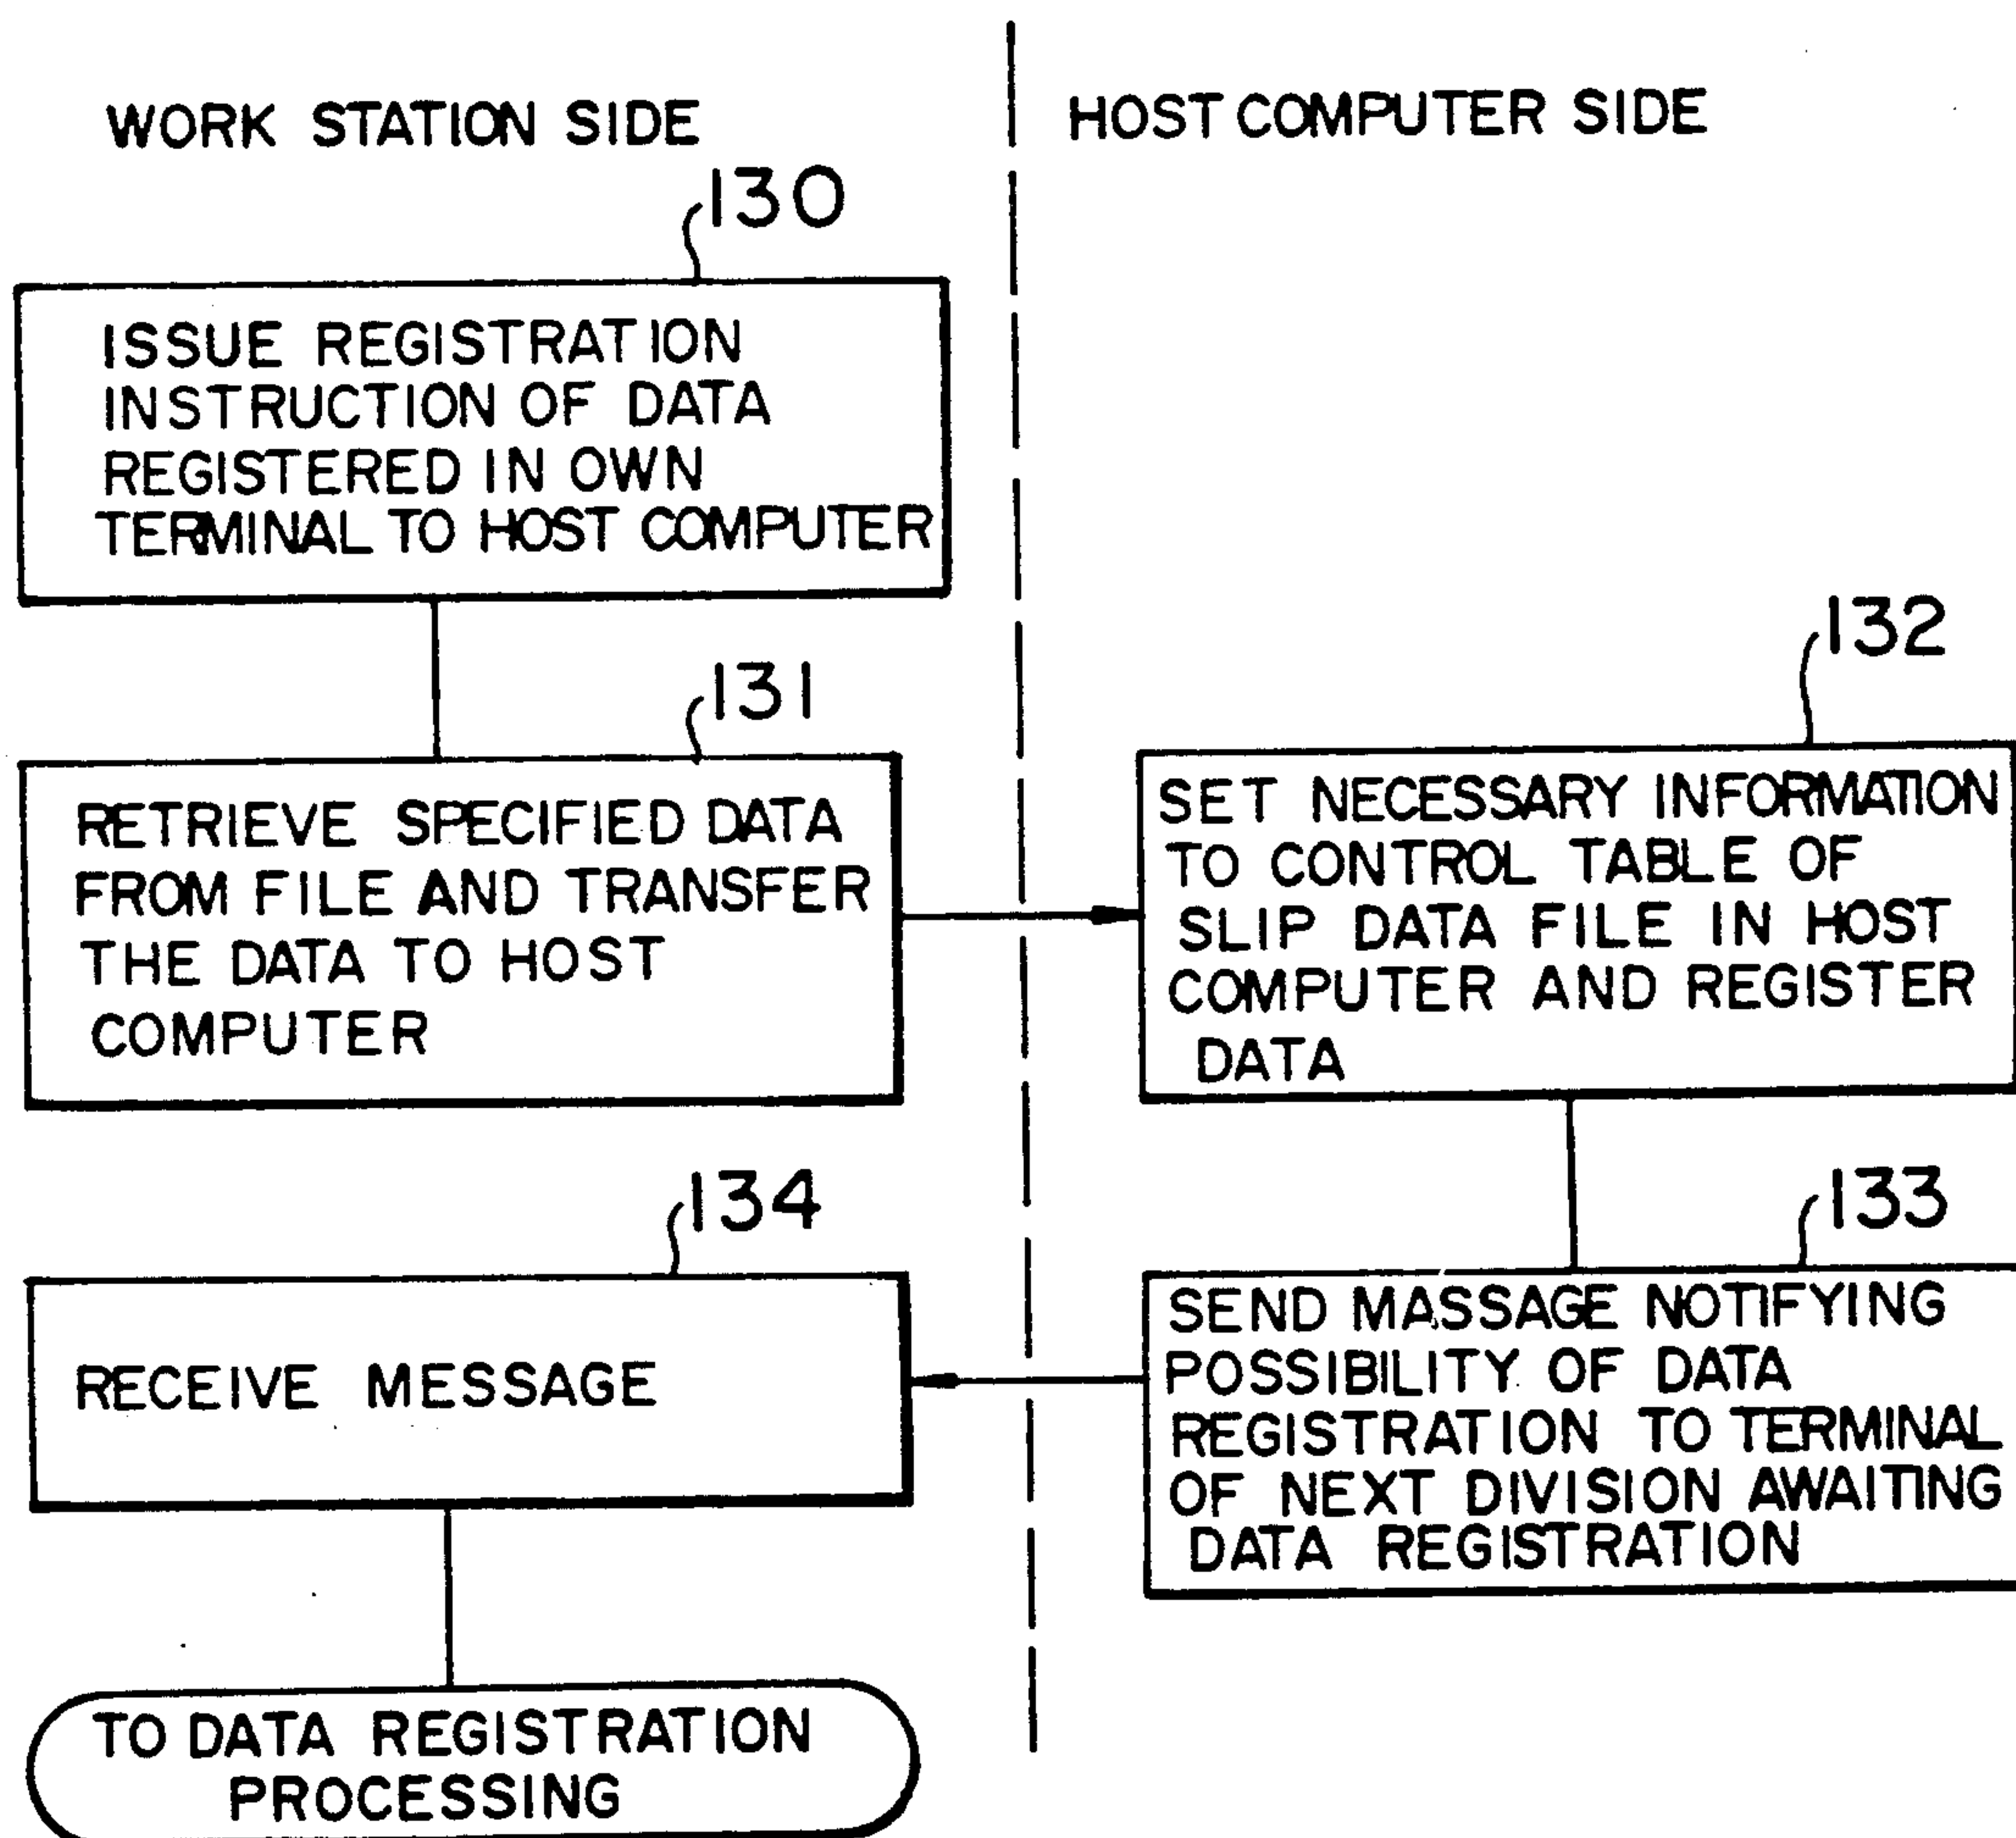 WORK STATION SIDE
HOST COMPUTER SIDE
130
ISSUE REGISTRATION
INSTRUCTION OF DATA
REGISTERED IN OWN
TERMINAL TO HOST COMPUTER
131
RETRIEVE SPECIFIED DATA
FROM FILE AND TRANSFER
THE DATA TO HOST
COMPUTER
132
SET NECESSARY INFORMATION
TO CONTROL TABLE OF
SLIP DATA FILE IN HOST
COMPUTER AND REGISTER
DATA
133
SEND MASSAGE NOTIFYING
POSSIBILITY OF DATA
REGISTRATION TO TERMINAL
OF NEXT DIVISION AWAITING
DATA REGISTRATION
134
RECEIVE MESSAGE
TO DATA REGISTRATION
PROCESSING